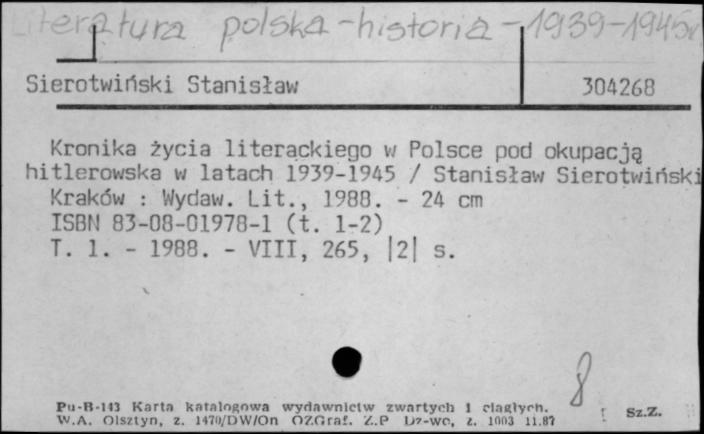 Literatura polska-historia-1939-1945r
Sierotwiński Stanisław 304268
Kronika życia literackiego w Polsce pod okupacją
hitlerowska w latach 1939-1945 / Stanisław Sierotwiński
Kraków : Wydaw. Lit., 1988. - 24 cm
ISBN 83-08-01978-1 (t. 1-2)
T. 1. - 1988. - VIII, 265, |2| s.
8
Pu-B-143 Karta katalogowa wydawnictw zwartych i ciągłych. Sz.Z.
W.A. Olsztyn, z. 1470/DW/On OZGraf. Z.P Dz-wo, z. 1003 11.87